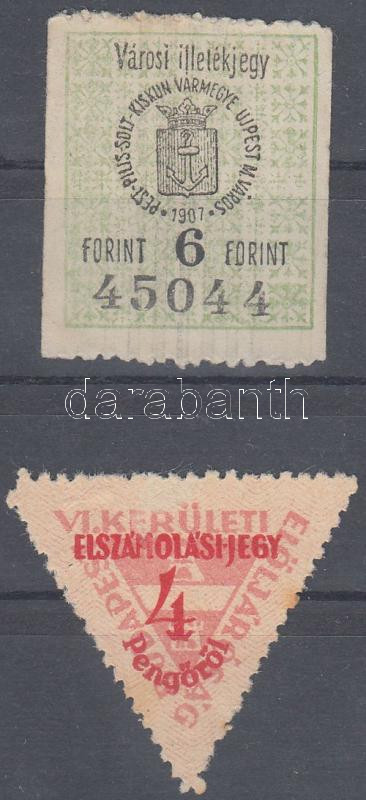 Városi illetékjegy
PEST-PILIS-SOLT-KISKUN VÁRMEGYE UJPEST M. VÁROS
• 1907 •
FORINT 6 FORINT
45044
darabanth
VI. KERÜLETI
ELÖLJÁRÓSÁG
BUDAPEST
ELSZÁMOLÁSI-JEGY
4
Pengőről